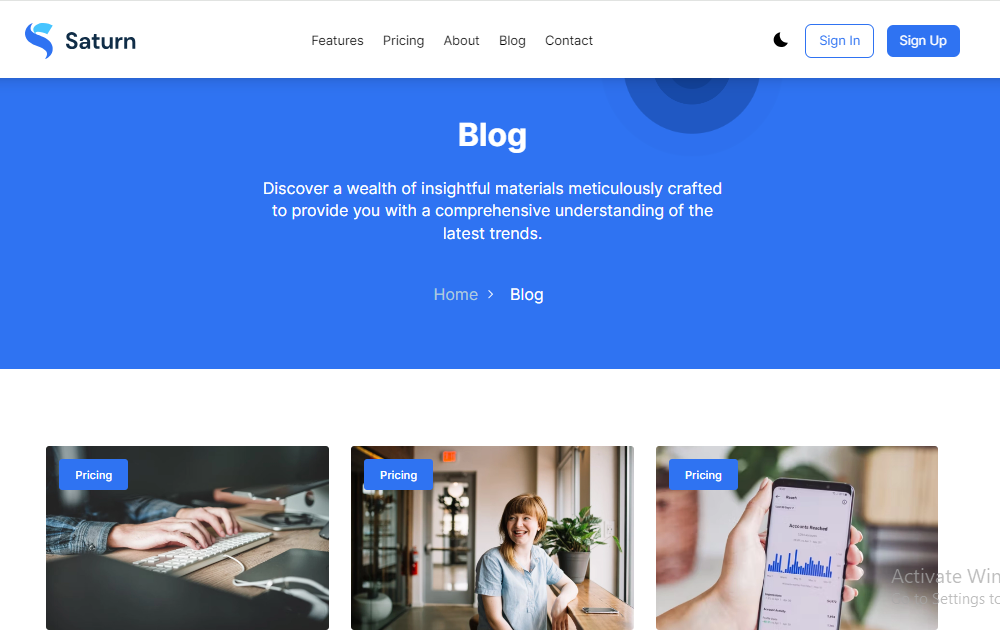 Saturn
Features Pricing About Blog Contact
Sign In Sign Up
Blog
Discover a wealth of insightful materials meticulously crafted
to provide you with a comprehensive understanding of the
latest trends.
Home > Blog
Pricing Pricing Pricing
Reach
Accounts Reached
Activate Win
to Settings to